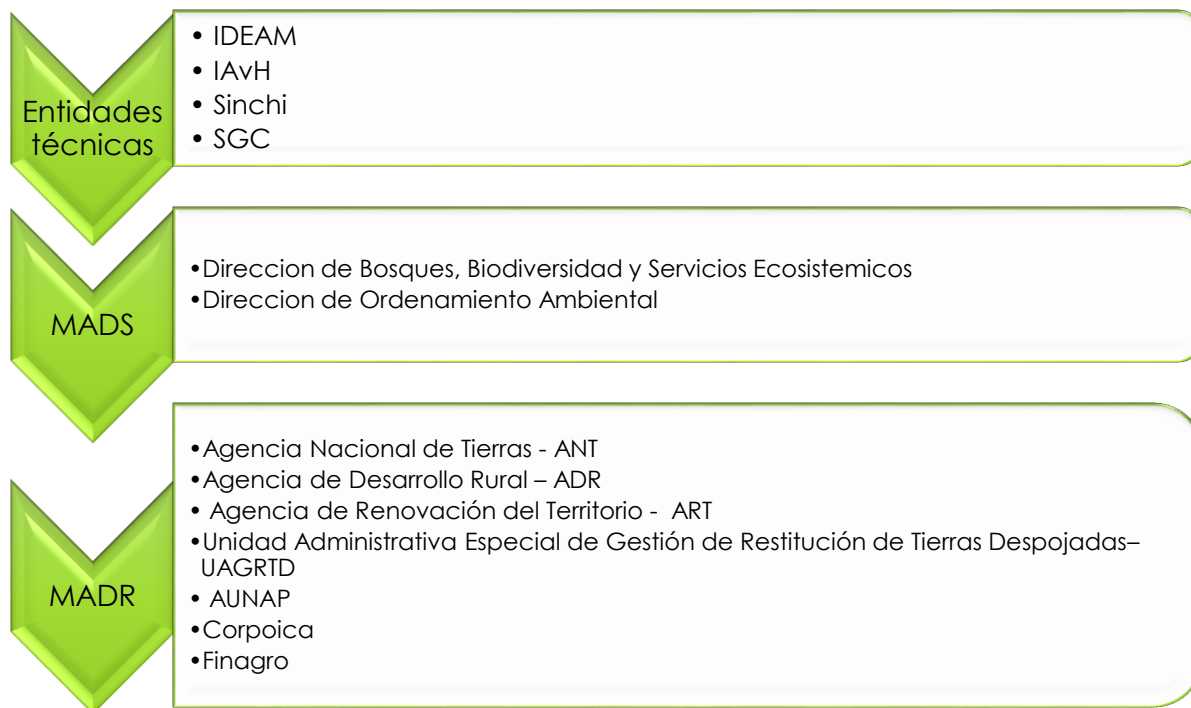 Entidades
técnicas
• IDEAM
• IAvH
• Sinchi
• SGC
MADS
•Direccion de Bosques, Biodiversidad y Servicios Ecosistemicos
•Direccion de Ordenamiento Ambiental
MADR
•Agencia Nacional de Tierras - ANT
•Agencia de Desarrollo Rural – ADR
• Agencia de Renovación del Territorio - ART
•Unidad Administrativa Especial de Gestión de Restitución de Tierras Despojadas–
UAGRTD
• AUNAP
•Corpoica
•Finagro